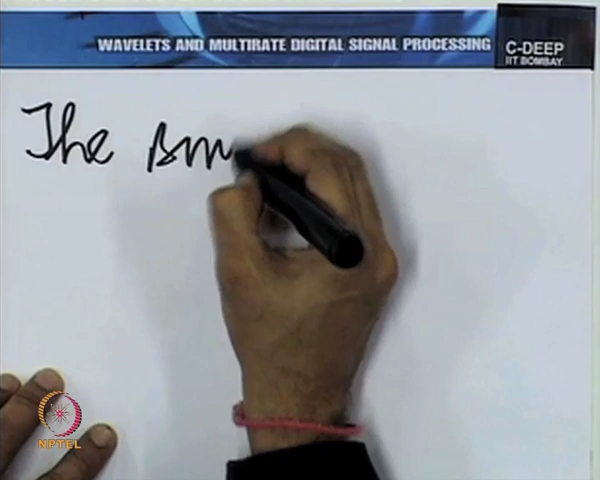 WAVELETS AND MULTIRATE DIGITAL SIGNAL PROCESSING
C-DEEP
IIT BOMBAY
The
NPTEL